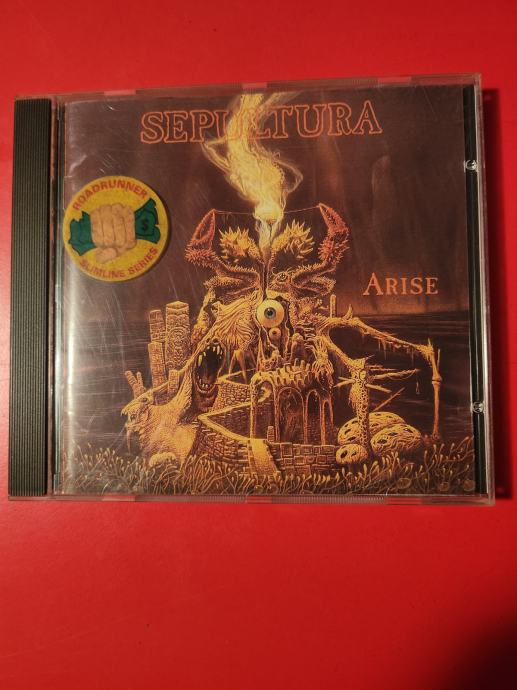 SEPULTURA
ROADRUNNER
$
SLIMLINE SERIES
ARISE